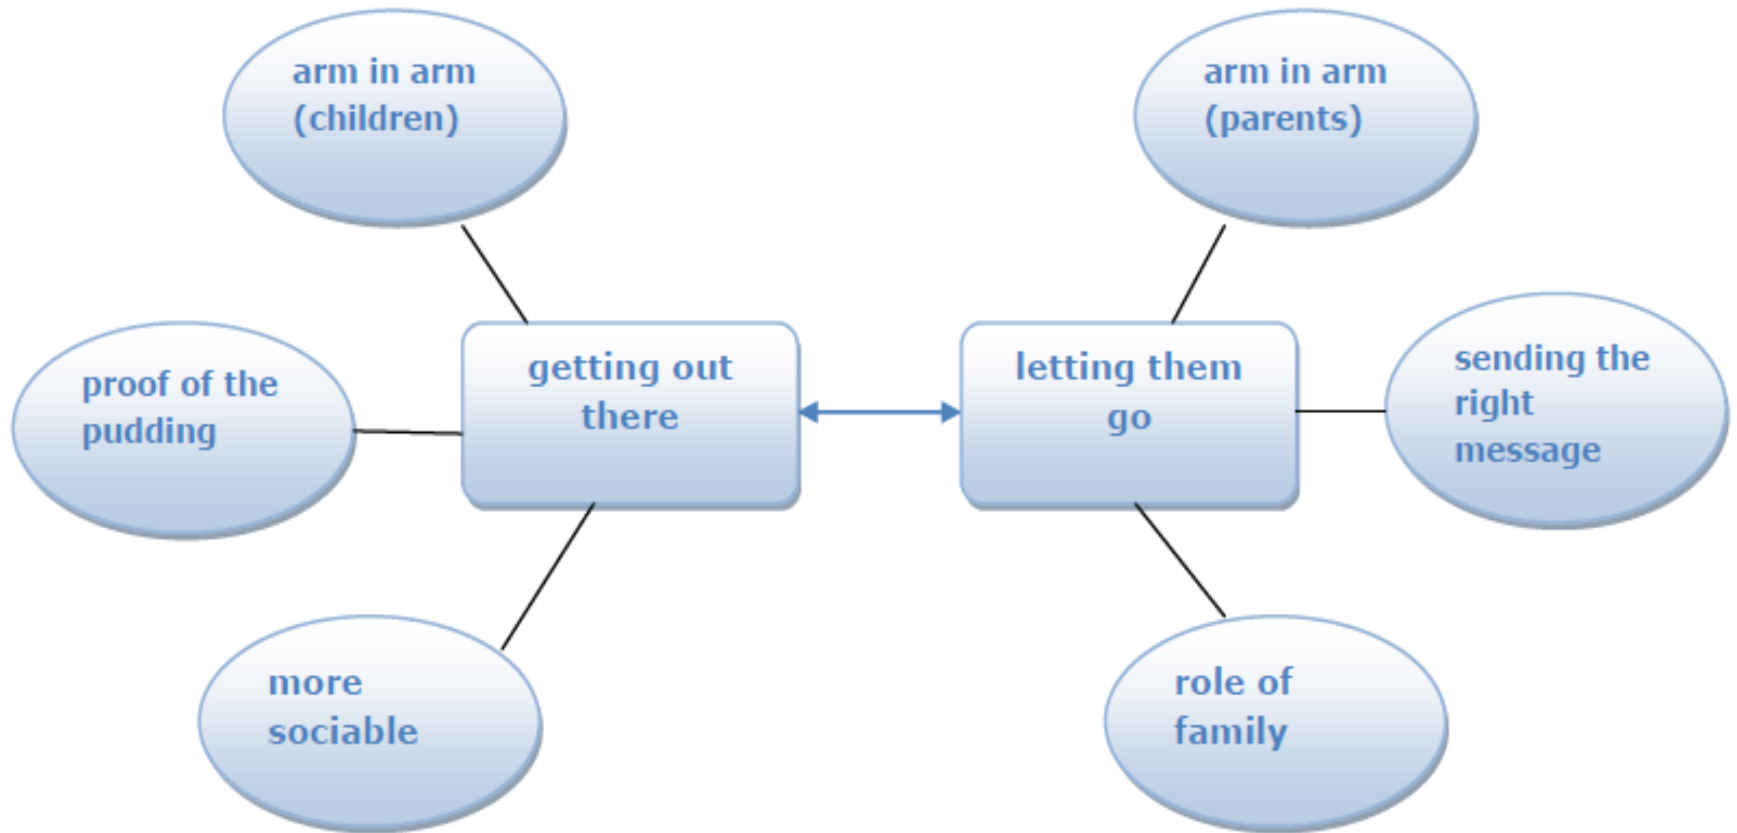 arm in arm
(children)
arm in arm
(parents)
proof of the
pudding
getting out
there
letting them
go
sending the
right
message
more
sociable
role of
family